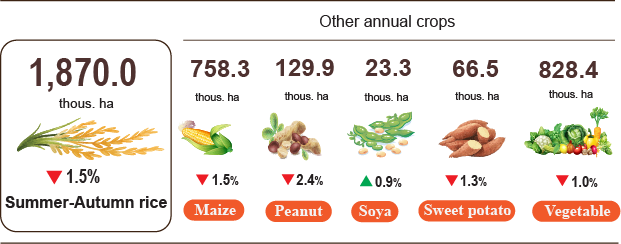 Other annual crops
1,870.0
thous. ha
▼ 1.5%
Summer-Autumn rice
758.3
thous. ha
▼ 1.5%
Maize
129.9
thous. ha
▼ 2.4%
Peanut
23.3
thous. ha
▲ 0.9%
Soya
66.5
thous. ha
▼ 1.3%
Sweet potato
828.4
thous. ha
▼ 1.0%
Vegetable